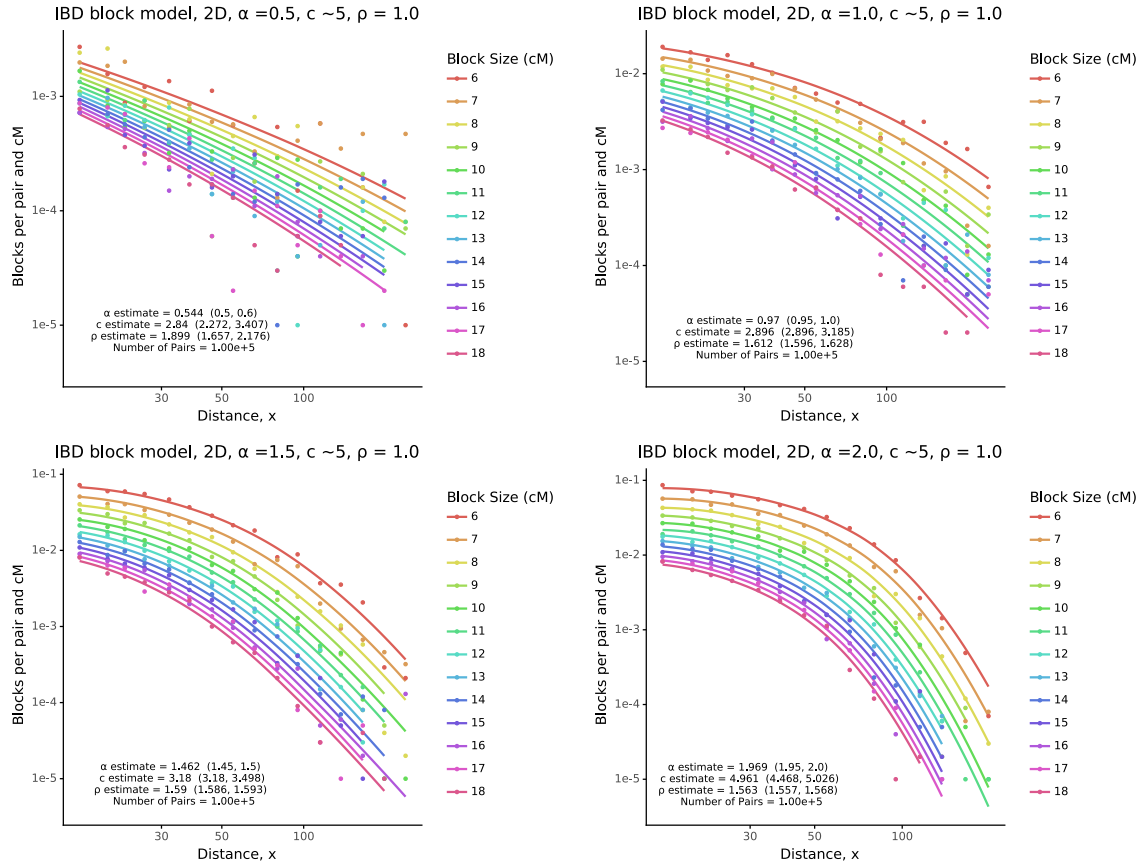 IBD block model, 2D, α =0.5, c ~5, ρ = 1.0
Blocks per pair and cM
1e-3
1e-4
1e-5
30
50
100
Distance, x
α estimate = 0.544 (0.5, 0.6)
c estimate = 2.84 (2.272, 3.407)
ρ estimate = 1.899 (1.657, 2.176)
Number of Pairs = 1.00e+5
Block Size (cM)
6
7
8
9
10
11
12
13
14
15
16
17
18
IBD block model, 2D, α =1.0, c ~5, ρ = 1.0
Blocks per pair and cM
1e-2
1e-3
1e-4
1e-5
30
50
100
Distance, x
α estimate = 0.97 (0.95, 1.0)
c estimate = 2.896 (2.896, 3.185)
ρ estimate = 1.612 (1.596, 1.628)
Number of Pairs = 1.00e+5
Block Size (cM)
6
7
8
9
10
11
12
13
14
15
16
17
18
IBD block model, 2D, α =1.5, c ~5, ρ = 1.0
Blocks per pair and cM
1e-1
1e-2
1e-3
1e-4
1e-5
30
50
100
Distance, x
α estimate = 1.462 (1.45, 1.5)
c estimate = 3.18 (3.18, 3.498)
ρ estimate = 1.59 (1.586, 1.593)
Number of Pairs = 1.00e+5
Block Size (cM)
6
7
8
9
10
11
12
13
14
15
16
17
18
IBD block model, 2D, α =2.0, c ~5, ρ = 1.0
Blocks per pair and cM
1e-1
1e-2
1e-3
1e-4
1e-5
30
50
100
Distance, x
α estimate = 1.969 (1.95, 2.0)
c estimate = 4.961 (4.468, 5.026)
ρ estimate = 1.563 (1.557, 1.568)
Number of Pairs = 1.00e+5
Block Size (cM)
6
7
8
9
10
11
12
13
14
15
16
17
18